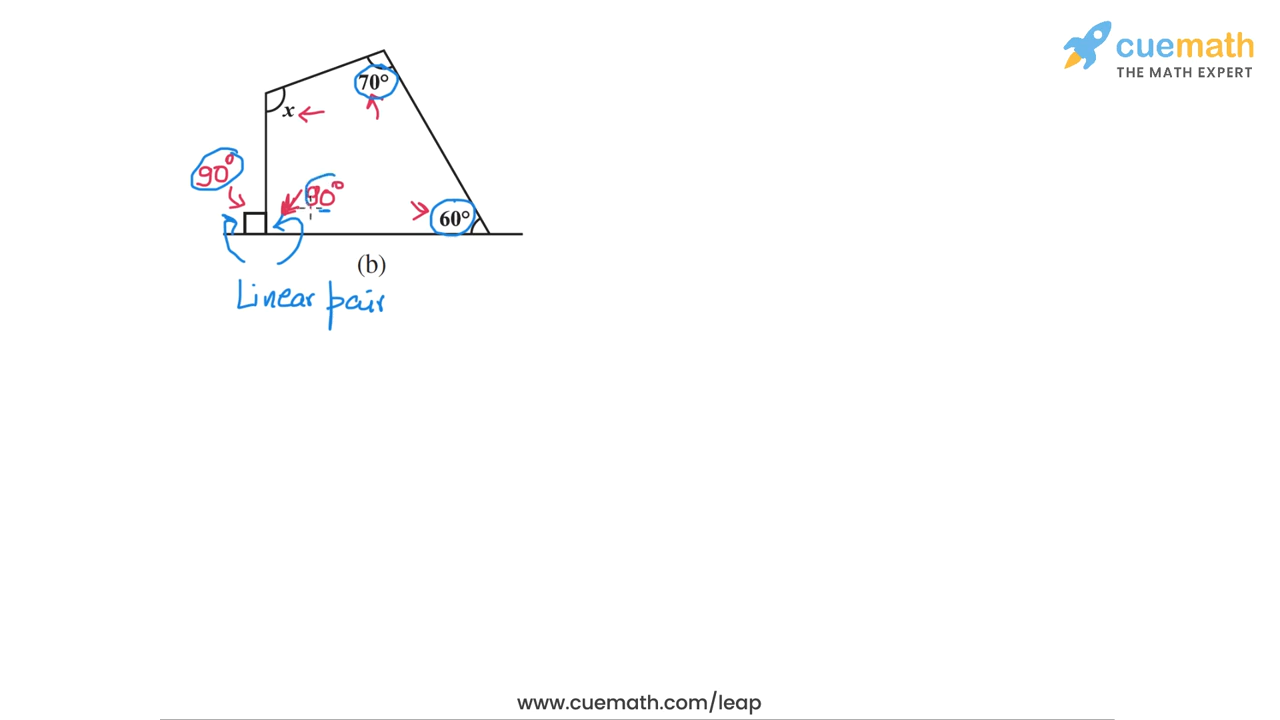 cuemath
THE MATH EXPERT
70°
x
90°
90°
60°
(b)
Linear pair
www.cuemath.com/leap